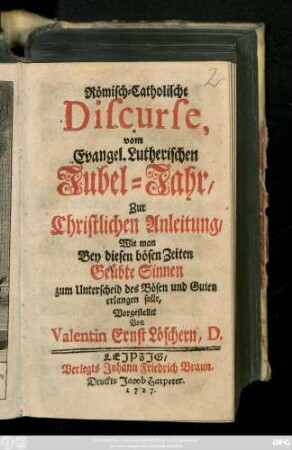 2
Römisch-Catholische
Discurse,
vom
Evangel. Lutherischen
Jubel-Jahr/
Zur
Christlichen Anleitung/
Wie man
Bey diesen bösen Zeiten
Geübte Sinnen
zum Unterscheid des Bösen und Guten
erlangen solle,
Vorgestellet
Von
Valentin Ernst Löschern, D.
LEIPZIG/
Verlegts Johann Friedrich Braun.
Druckts Jacob Harpeter.
1717.